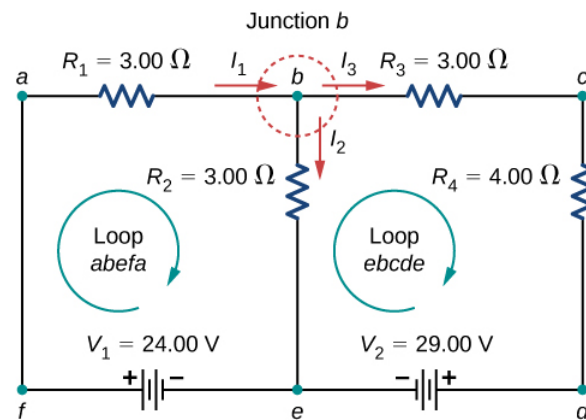 Junction b
R₁ = 3.00 Ω
I₁
I₃
R₃ = 3.00 Ω
a
b
c
I₂
R₂ = 3.00 Ω
R₄ = 4.00 Ω
Loop
abefa
Loop
ebcde
V₁ = 24.00 V
V₂ = 29.00 V
+
−
−
+
f
e
d